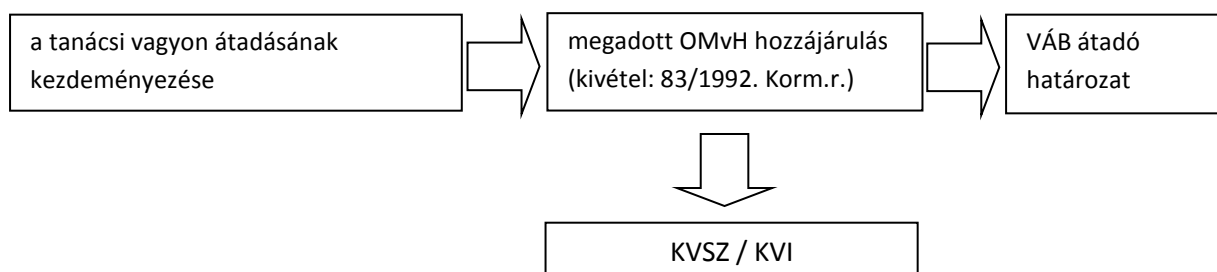 a tanácsi vagyon átadásának
kezdeményezése
megadott OMvH hozzájárulás
(kivétel: 83/1992. Korm.r.)
VÁB átadó
határozat
KVSZ / KVI